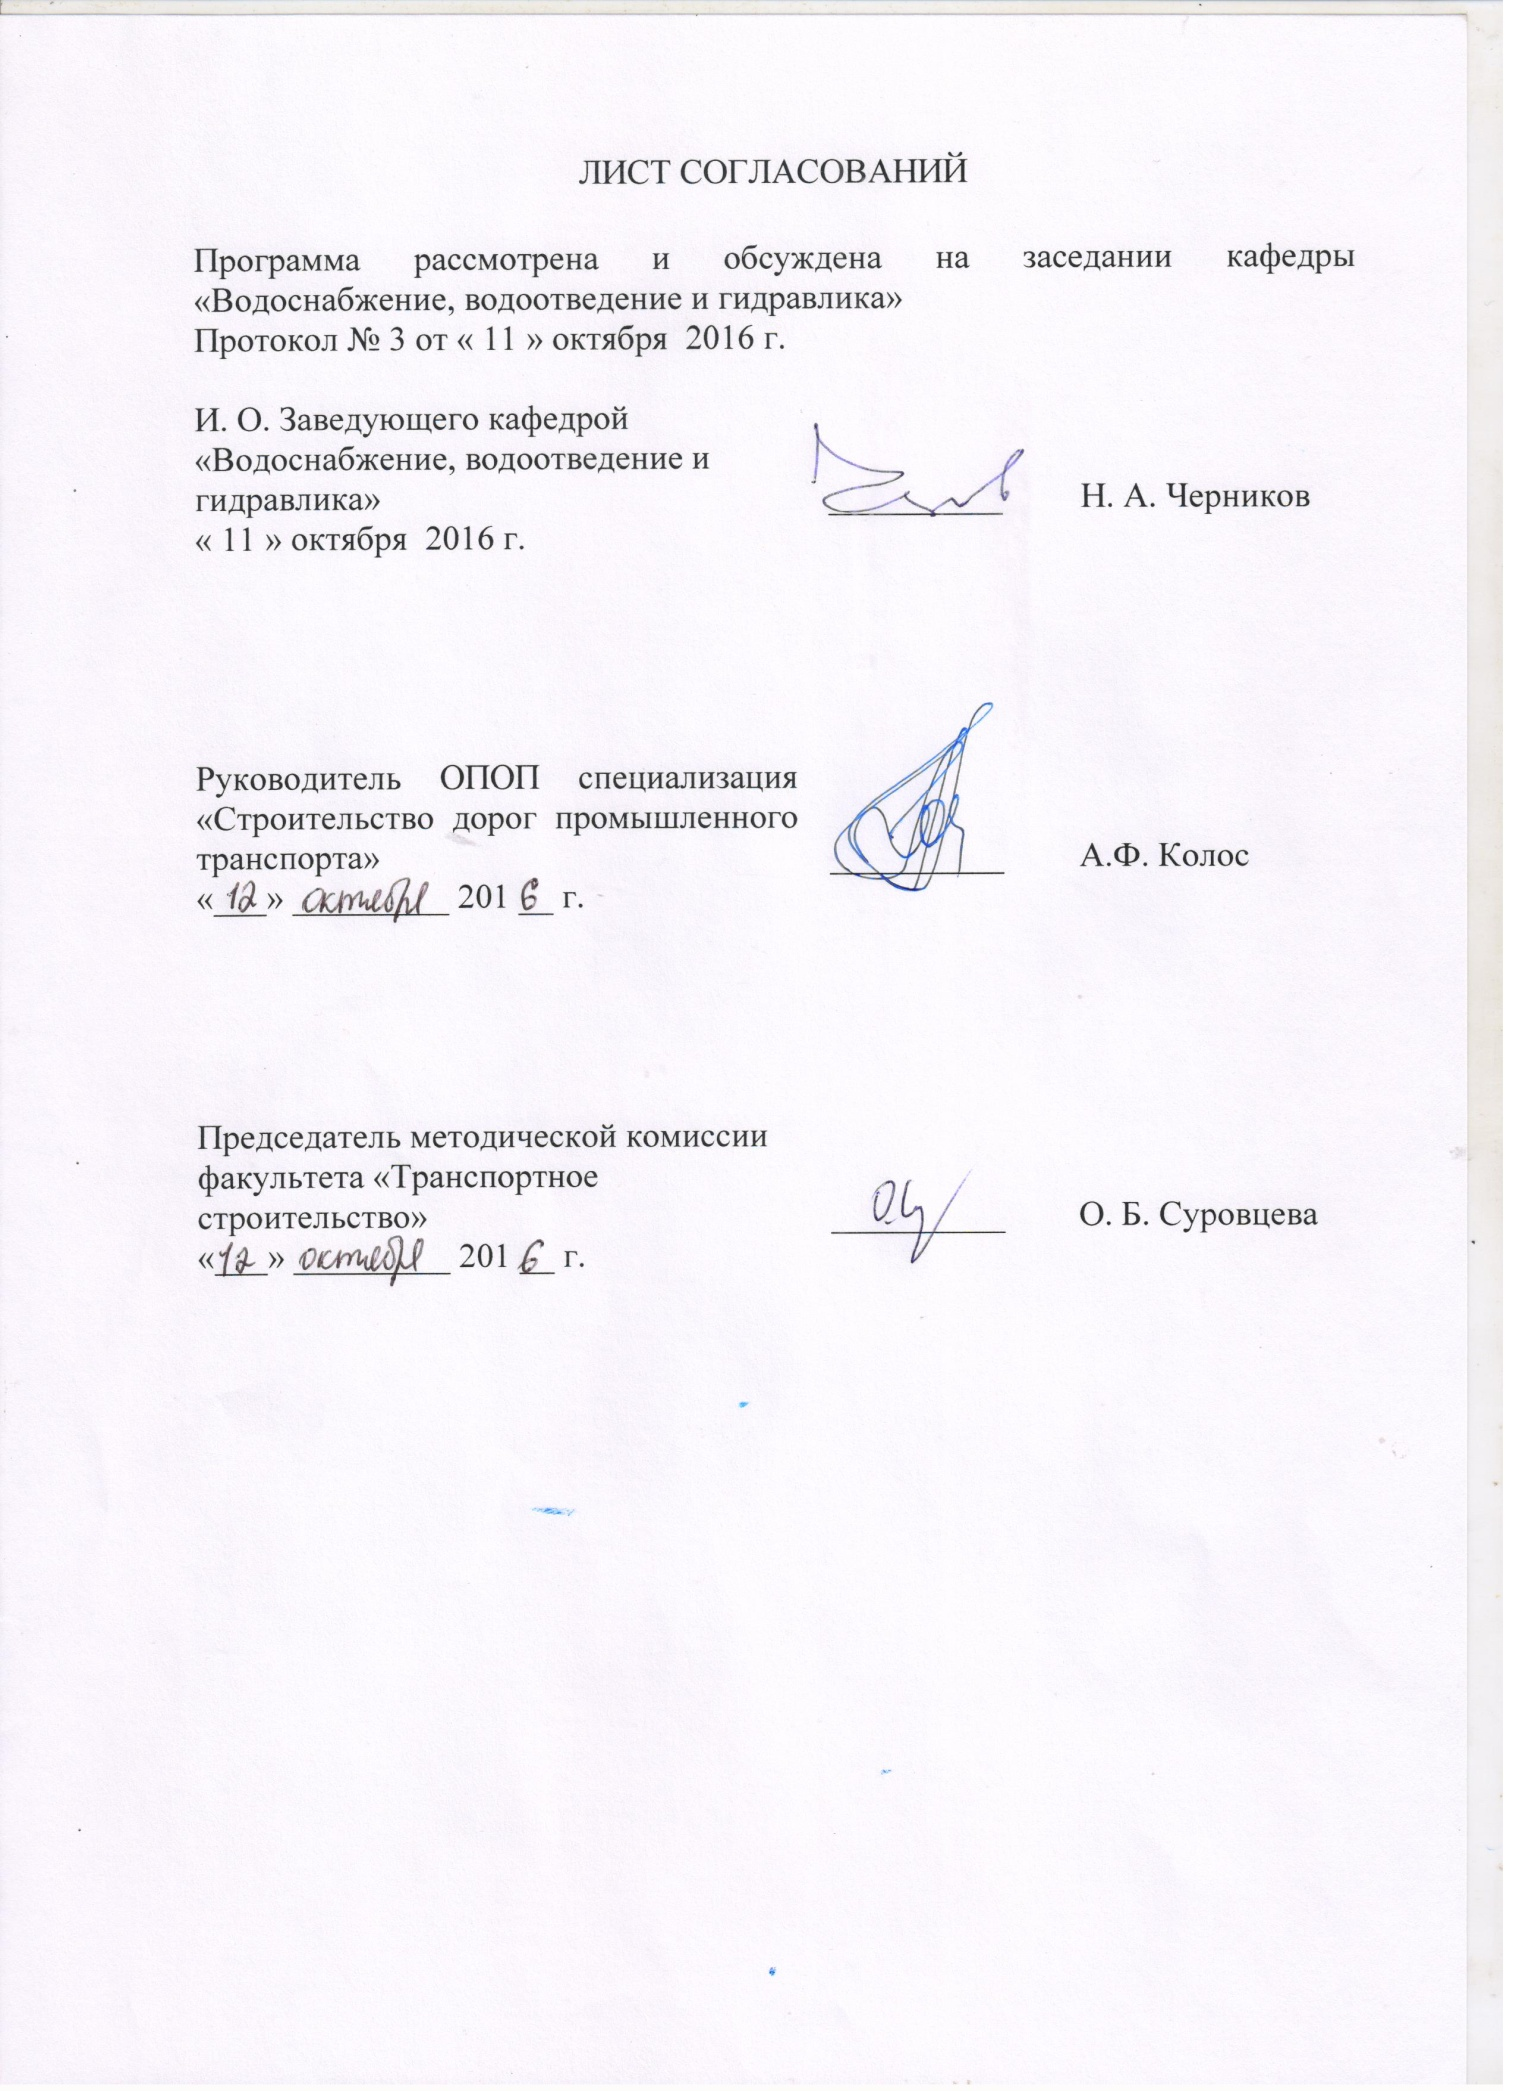 ЛИСТ СОГЛАСОВАНИЙ
Программа рассмотрена и обсуждена на заседании кафедры
«Водоснабжение, водоотведение и гидравлика»
Протокол № 3 от « 11 » октября 2016 г.
И. О. Заведующего кафедрой
«Водоснабжение, водоотведение и
гидравлика»
Н. А. Черников
« 11 » октября 2016 г.
Руководитель ОПОП специализация
«Строительство дорог промышленного
транспорта»
А.Ф. Колос
«12» октября 2016 г.
Председатель методической комиссии
факультета «Транспортное
строительство»
О. Б. Суровцева
«12» октября 2016 г.